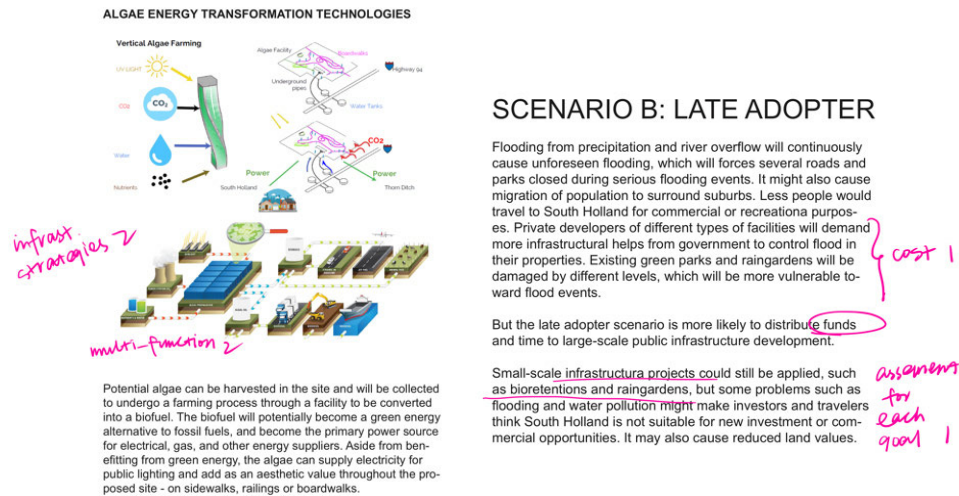 ALGAE ENERGY TRANSFORMATION TECHNOLOGIES
Vertical Algae Farming
UV LIGHT
CO2
CO2
Water
Nutrients
Algae Facility
Boardwalks
Highway 94
Underground
pipes
Water Tanks
CO2
Power
Power
South Holland
Thorn Ditch
infrast.
strategies 2
multi-function 2
Potential algae can be harvested in the site and will be collected
to undergo a farming process through a facility to be converted
into a biofuel. The biofuel will potentially become a green energy
alternative to fossil fuels, and become the primary power source
for electrical, gas, and other energy suppliers. Aside from ben-
efitting from green energy, the algae can supply electricity for
public lighting and add as an aesthetic value throughout the pro-
posed site - on sidewalks, railings or boardwalks.
SCENARIO B: LATE ADOPTER
Flooding from precipitation and river overflow will continuously
cause unforeseen flooding, which will forces several roads and
parks closed during serious flooding events. It might also cause
migration of population to surround suburbs. Less people would
travel to South Holland for commercial or recreationa purpos-
es. Private developers of different types of facilities will demand
more infrastructural helps from government to control flood in
their properties. Existing green parks and raingardens will be
damaged by different levels, which will be more vulnerable to-
ward flood events.
cost 1
But the late adopter scenario is more likely to distribute funds
and time to large-scale public infrastructure development.
Small-scale infrastructura projects could still be applied, such
as bioretentions and raingardens, but some problems such as
flooding and water pollution might make investors and travelers
think South Holland is not suitable for new investment or com-
mercial opportunities. It may also cause reduced land values.
assement
for
each
goal 1